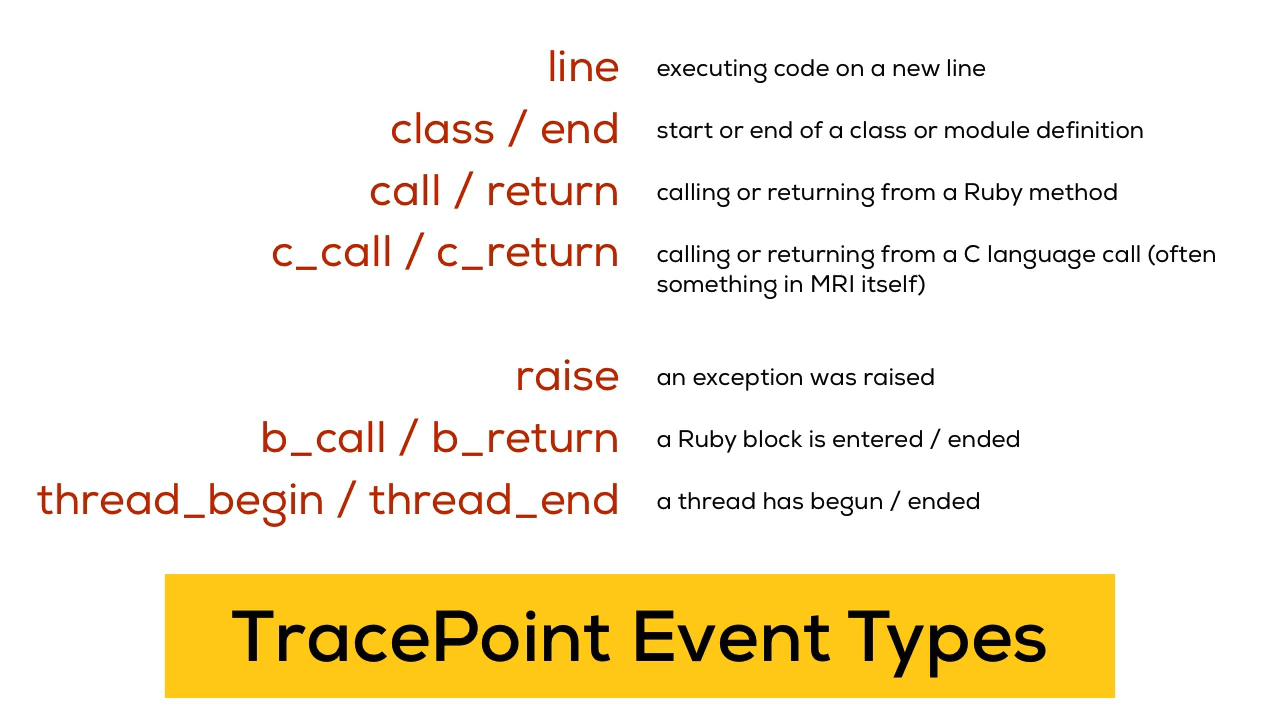 line executing code on a new line
class / end start or end of a class or module definition
call / return calling or returning from a Ruby method
c_call / c_return calling or returning from a C language call (often
something in MRI itself)
raise an exception was raised
b_call / b_return a Ruby block is entered / ended
thread_begin / thread_end a thread has begun / ended
TracePoint Event Types